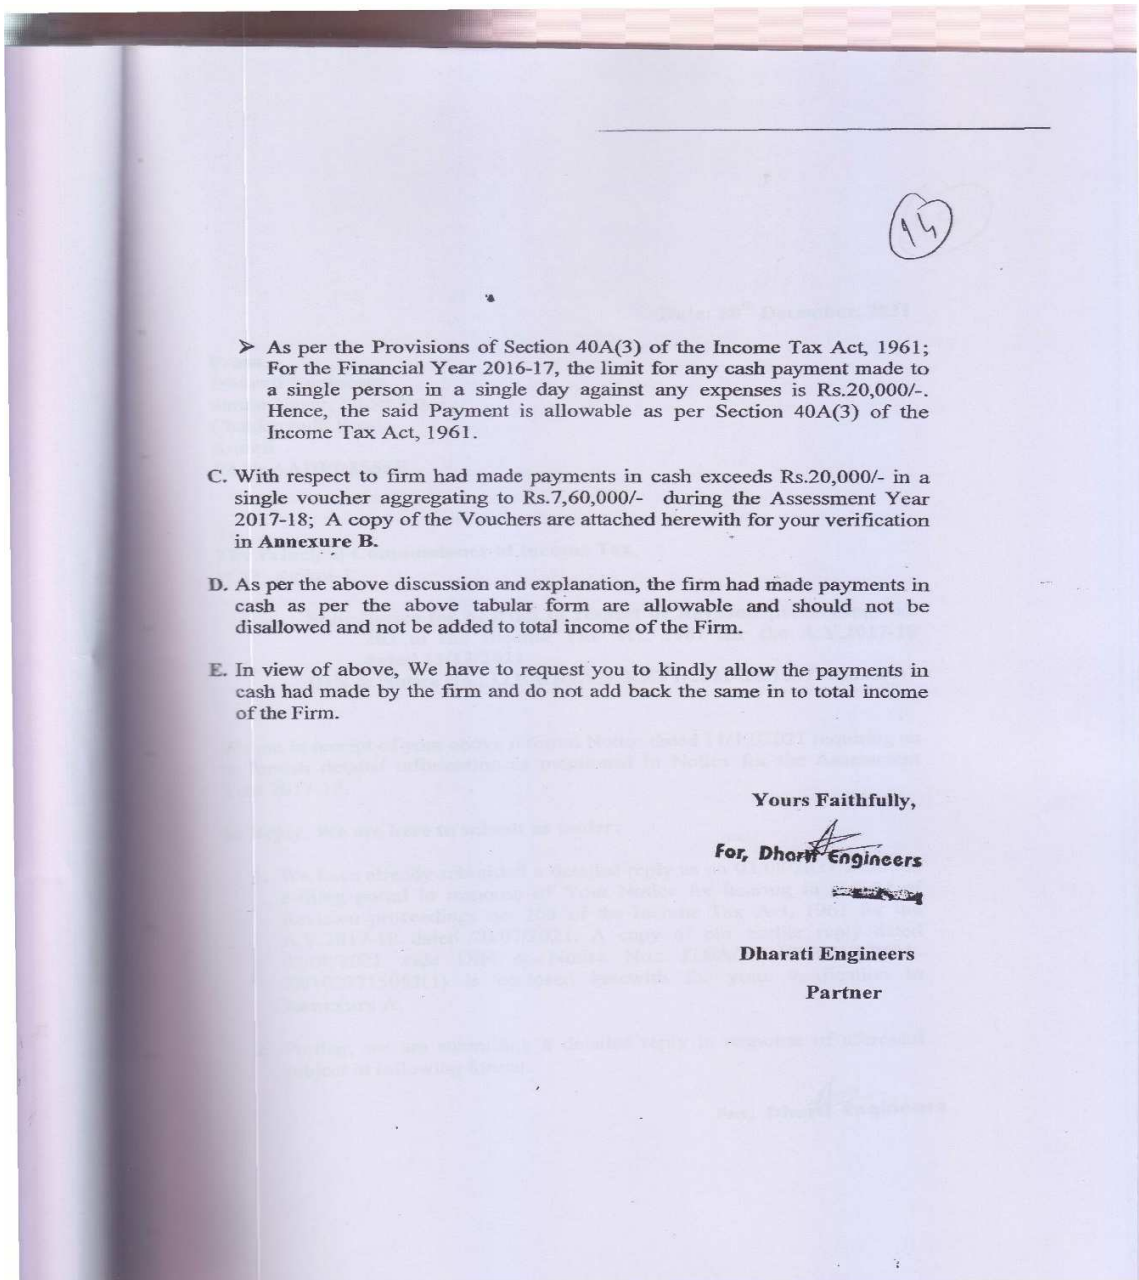 14
➢ As per the Provisions of Section 40A(3) of the Income Tax Act, 1961;
For the Financial Year 2016-17, the limit for any cash payment made to
a single person in a single day against any expenses is Rs.20,000/-.
Hence, the said Payment is allowable as per Section 40A(3) of the
Income Tax Act, 1961.
C. With respect to firm had made payments in cash exceeds Rs.20,000/- in a
single voucher aggregating to Rs.7,60,000/- during the Assessment Year
2017-18; A copy of the Vouchers are attached herewith for your verification
in Annexure B.
D. As per the above discussion and explanation, the firm had made payments in
cash as per the above tabular form are allowable and should not be
disallowed and not be added to total income of the Firm.
E. In view of above, We have to request you to kindly allow the payments in
cash had made by the firm and do not add back the same in to total income
of the Firm.
Yours Faithfully,
For, Dharti Engineers
Dharati Engineers
Partner